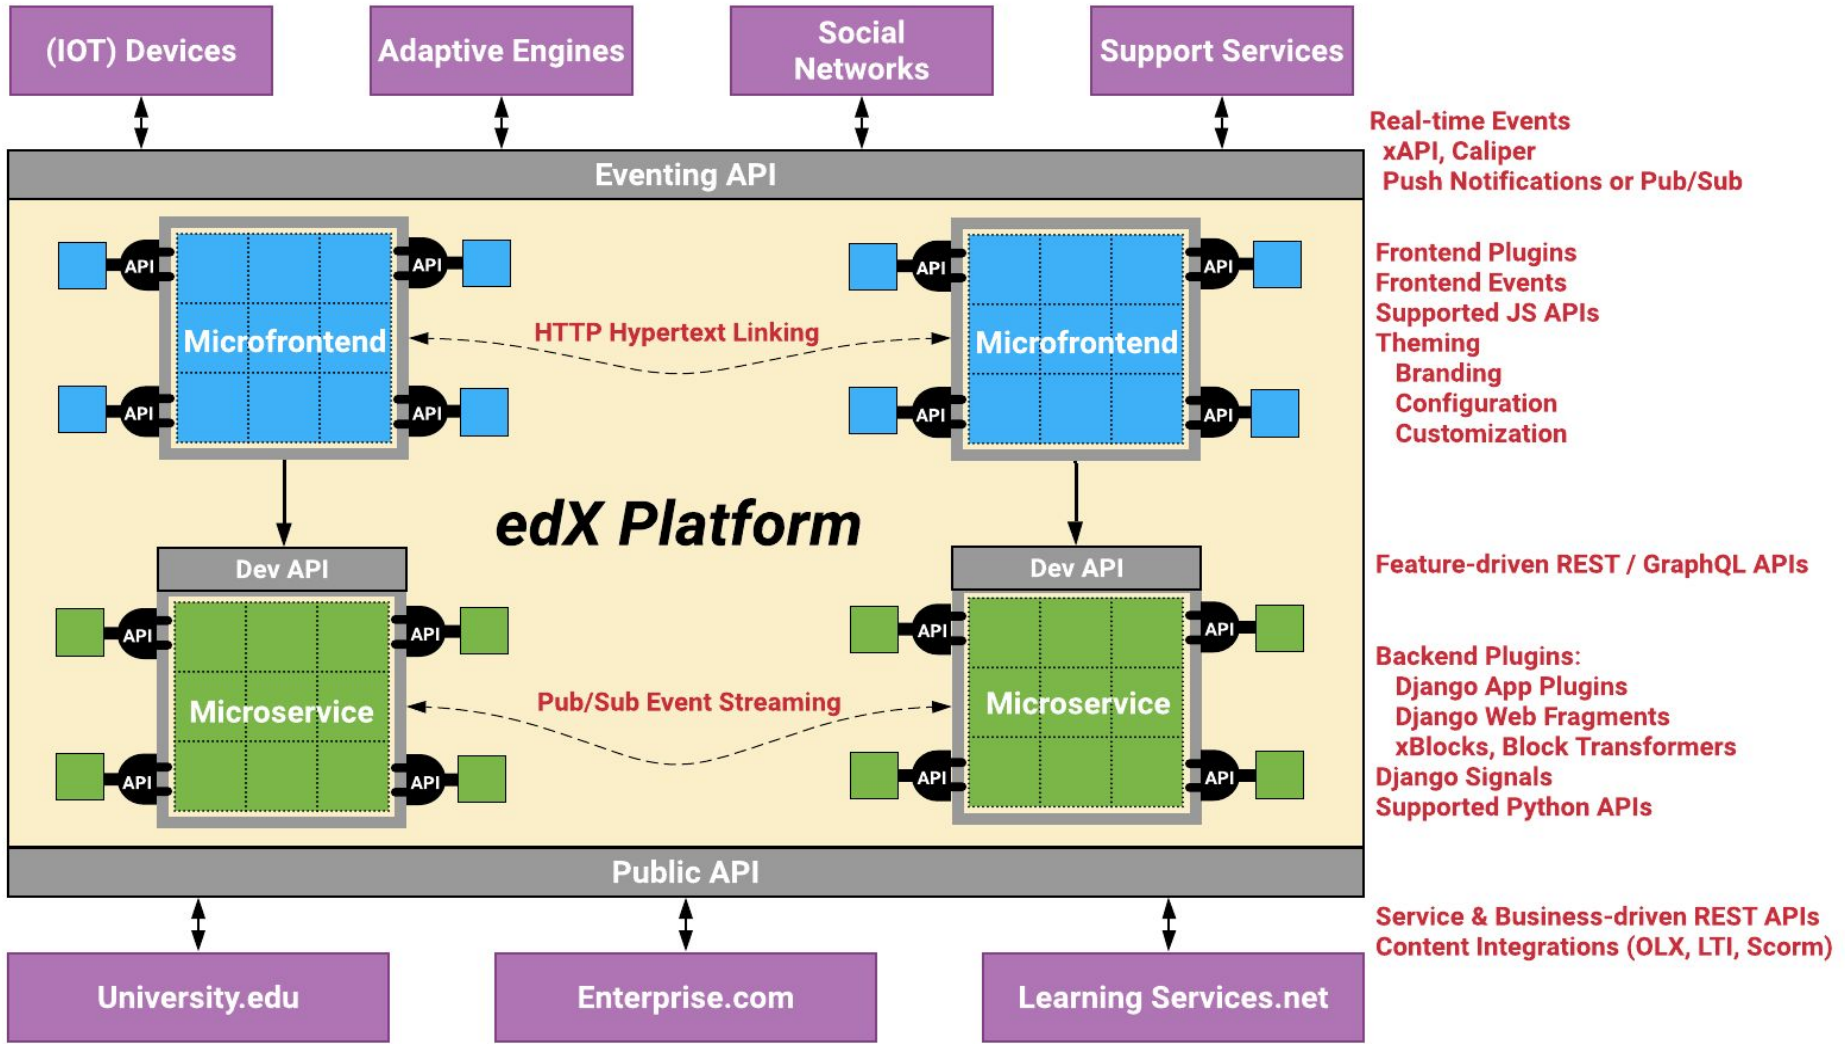 (IOT) Devices
Adaptive Engines
Social
Networks
Support Services
Real-time Events
xAPI, Caliper
Push Notifications or Pub/Sub
Eventing API
API
API
API
API
Microfrontend
HTTP Hypertext Linking
Microfrontend
API
API
API
API
Frontend Plugins
Frontend Events
Supported JS APIs
Theming
Branding
Configuration
Customization
edX Platform
Dev API
Dev API
Feature-driven REST / GraphQL APIs
API
API
API
API
Microservice
Pub/Sub Event Streaming
Microservice
API
API
API
API
Backend Plugins:
Django App Plugins
Django Web Fragments
xBlocks, Block Transformers
Django Signals
Supported Python APIs
Public API
Service & Business-driven REST APIs
Content Integrations (OLX, LTI, Scorm)
University.edu
Enterprise.com
Learning Services.net